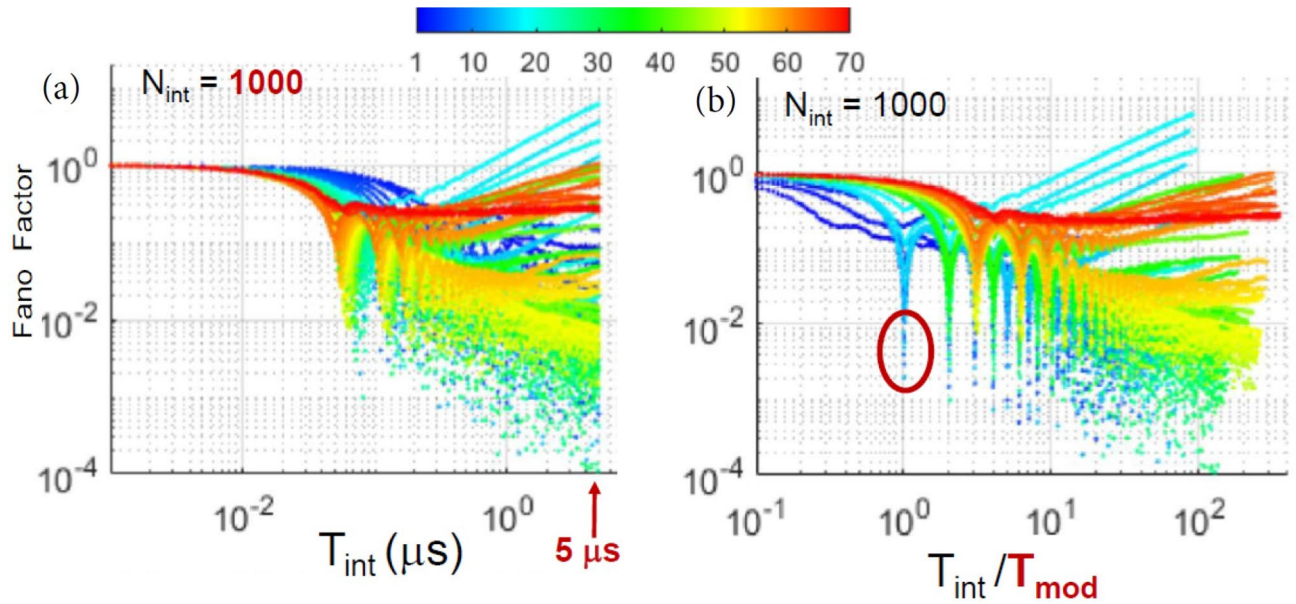 1 10 20 30 40 50 60 70
(a) N_int = 1000
(b) N_int = 1000
Fano Factor
10^0
10^-2
10^-4
10^-2 10^0
T_int (μs)
5 μs
10^0
10^-2
10^-4
10^-1 10^0 10^1 10^2
T_int / T_mod